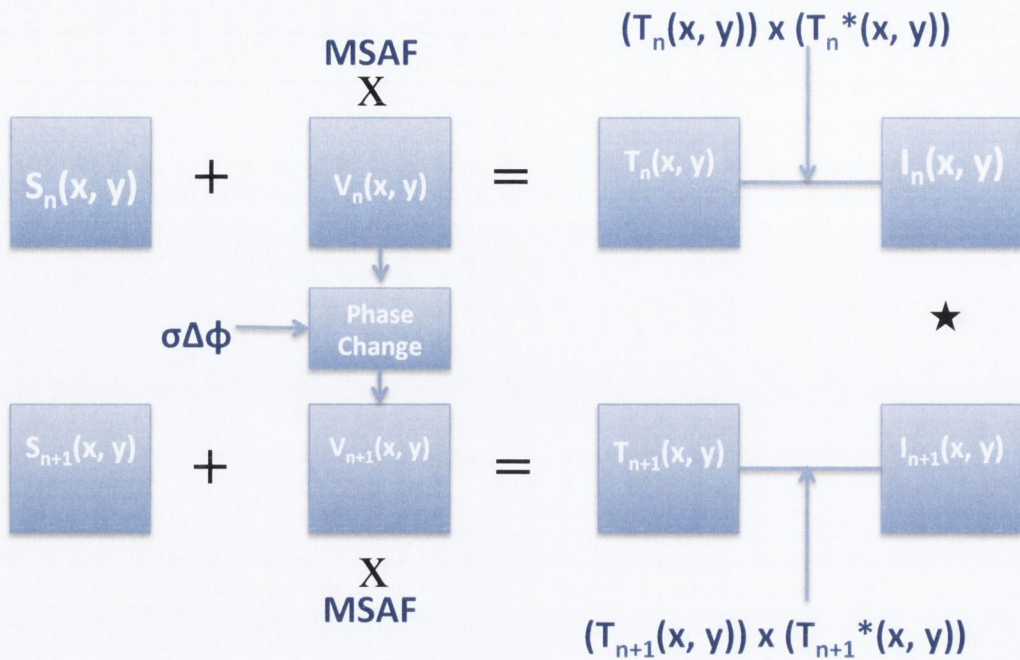 (Tₙ(x, y)) x (Tₙ*(x, y))
MSAF
X
Sₙ(x, y) + Vₙ(x, y) = Tₙ(x, y) Iₙ(x, y)
σΔϕ Phase
Change
★
Sₙ₊₁(x, y) + Vₙ₊₁(x, y) = Tₙ₊₁(x, y) Iₙ₊₁(x, y)
X
MSAF
(Tₙ₊₁(x, y)) x (Tₙ₊₁*(x, y))